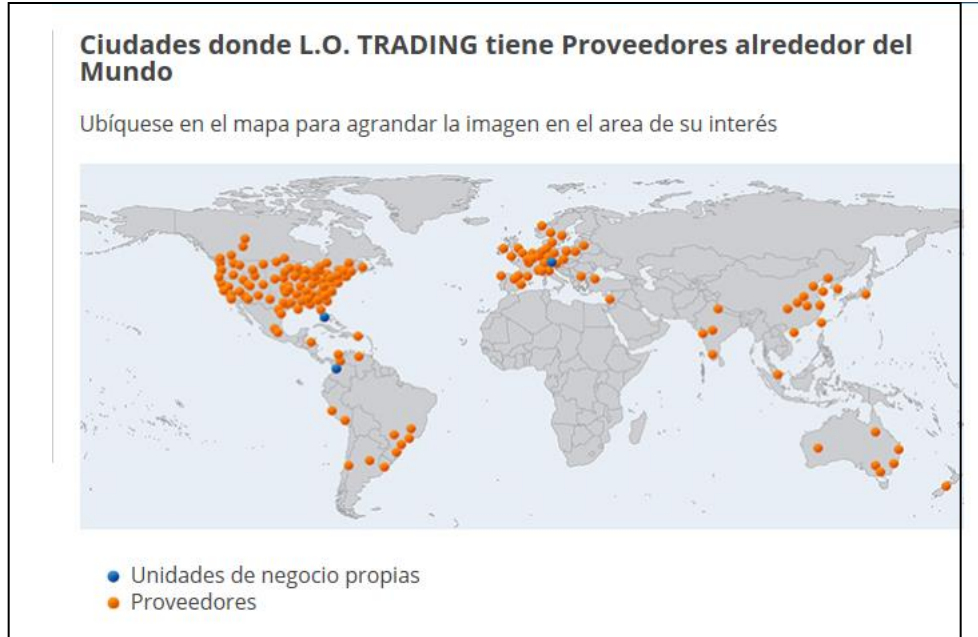 Ciudades donde L.O. TRADING tiene Proveedores alrededor del
Mundo
Ubíquese en el mapa para agrandar la imagen en el area de su interés
Unidades de negocio propias
Proveedores